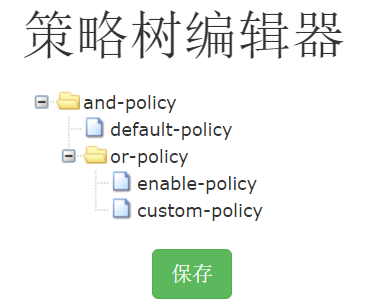 策略树编辑器
and-policy
default-policy
or-policy
enable-policy
custom-policy
保存